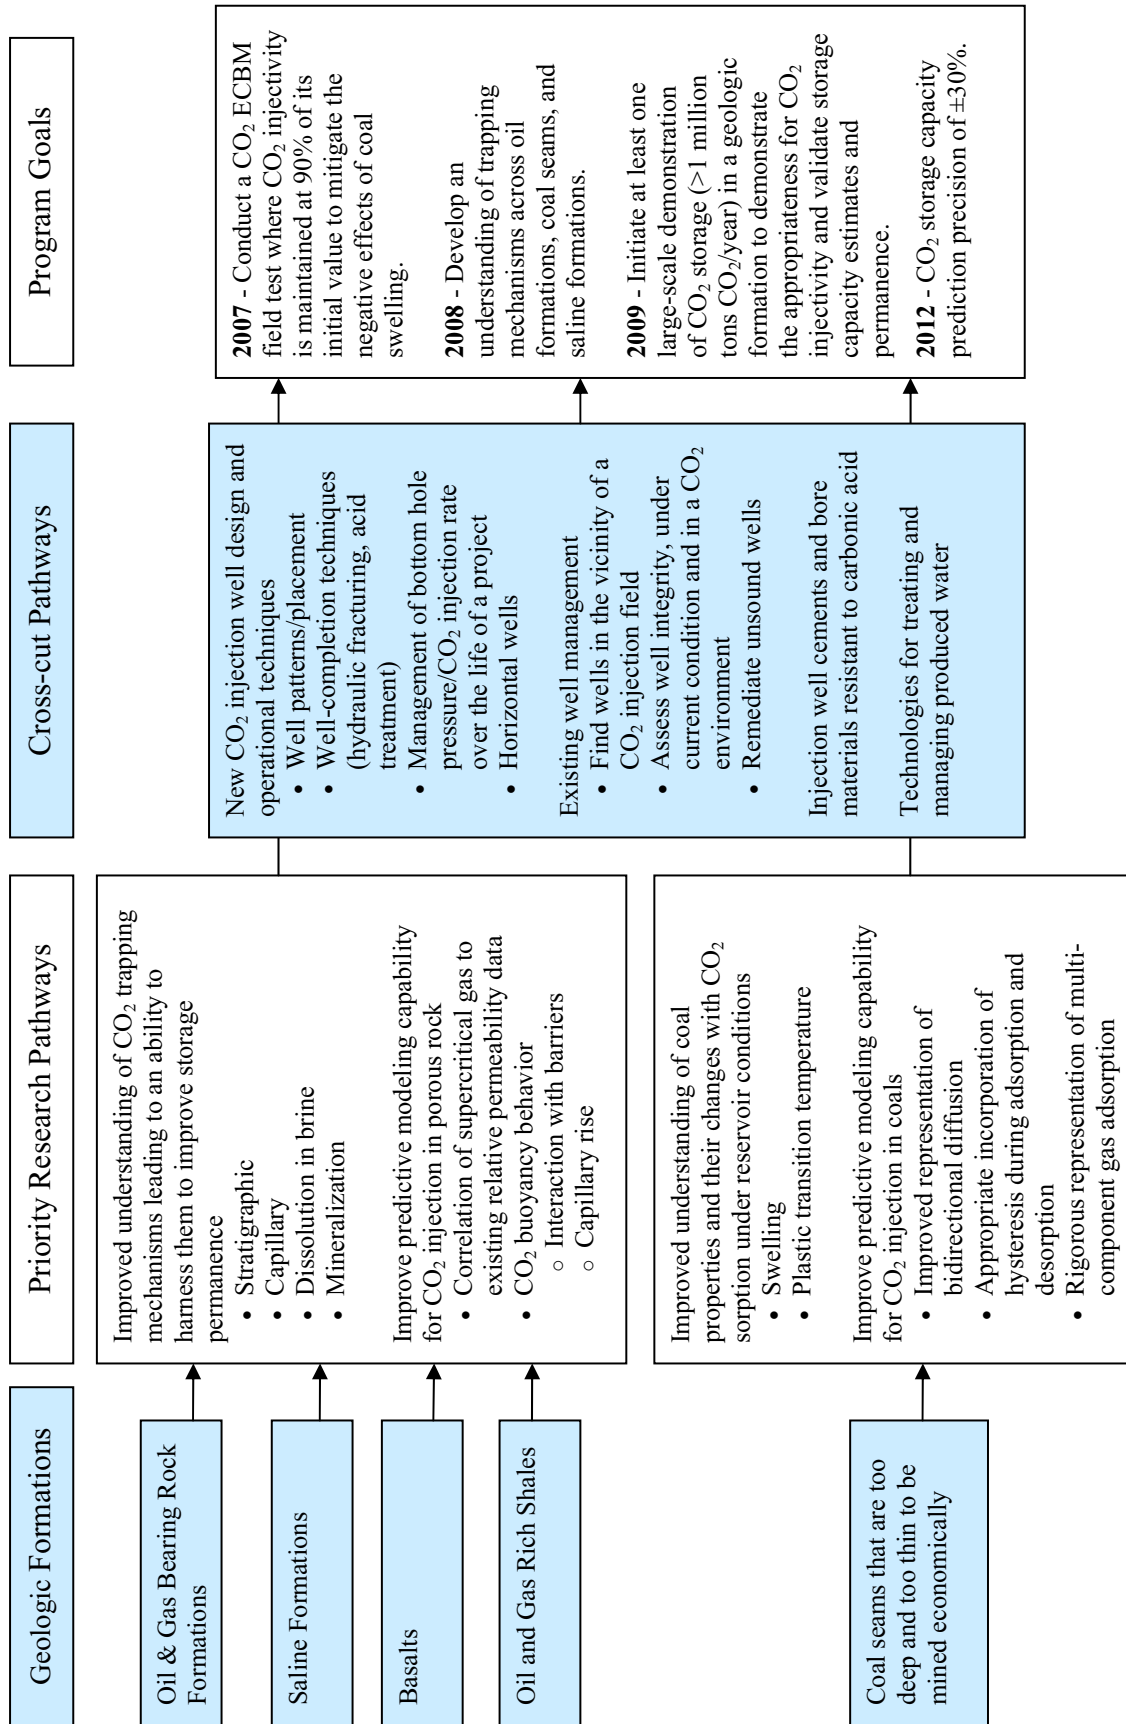 Geologic Formations
Priority Research Pathways
Cross-cut Pathways
Program Goals
Oil & Gas Bearing Rock
Formations
Saline Formations
Basalts
Oil and Gas Rich Shales
Coal seams that are too
deep and too thin to be
mined economically
Improved understanding of CO₂ trapping
mechanisms leading to an ability to
harness them to improve storage
permanence
• Stratigraphic
• Capillary
• Dissolution in brine
• Mineralization
Improve predictive modeling capability
for CO₂ injection in porous rock
• Correlation of supercritical gas to
existing relative permeability data
• CO₂ buoyancy behavior
○ Interaction with barriers
○ Capillary rise
Improved understanding of coal
properties and their changes with CO₂
sorption under reservoir conditions
• Swelling
• Plastic transition temperature
Improve predictive modeling capability
for CO₂ injection in coals
• Improved representation of
bidirectional diffusion
• Appropriate incorporation of
hysteresis during adsorption and
desorption
• Rigorous representation of multi-
component gas adsorption
New CO₂ injection well design and
operational techniques
• Well patterns/placement
• Well-completion techniques
(hydraulic fracturing, acid
treatment)
• Management of bottom hole
pressure/CO₂ injection rate
over the life of a project
• Horizontal wells
Existing well management
• Find wells in the vicinity of a
CO₂ injection field
• Assess well integrity, under
current condition and in a CO₂
environment
• Remediate unsound wells
Injection well cements and bore
materials resistant to carbonic acid
Technologies for treating and
managing produced water
2007 - Conduct a CO₂ ECBM
field test where CO₂ injectivity
is maintained at 90% of its
initial value to mitigate the
negative effects of coal
swelling.
2008 - Develop an
understanding of trapping
mechanisms across oil
formations, coal seams, and
saline formations.
2009 - Initiate at least one
large-scale demonstration
of CO₂ storage (>1 million
tons CO₂/year) in a geologic
formation to demonstrate
the appropriateness for CO₂
injectivity and validate storage
capacity estimates and
permanence.
2012 - CO₂ storage capacity
prediction precision of ±30%.